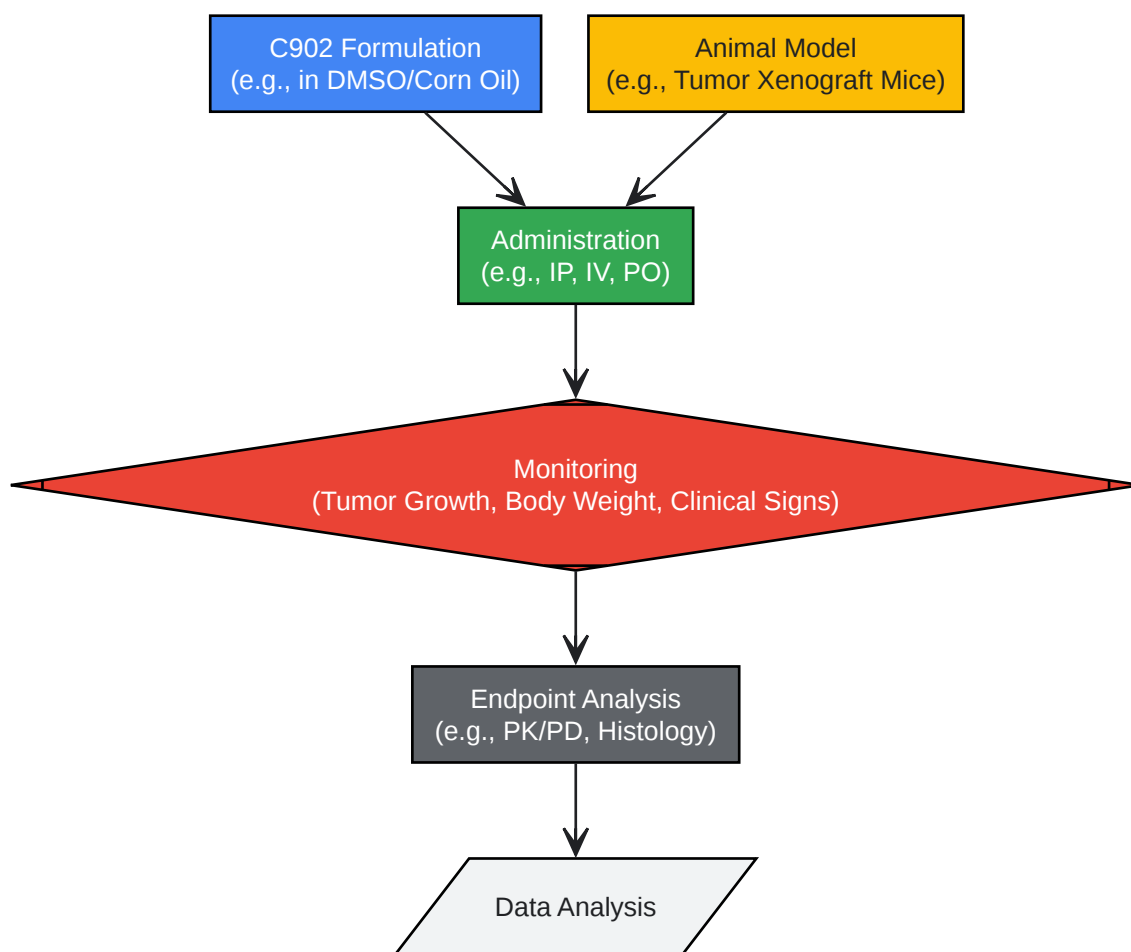 C902 Formulation
(e.g., in DMSO/Corn Oil)
Animal Model
(e.g., Tumor Xenograft Mice)
Administration
(e.g., IP, IV, PO)
Monitoring
(Tumor Growth, Body Weight, Clinical Signs)
Endpoint Analysis
(e.g., PK/PD, Histology)
Data Analysis